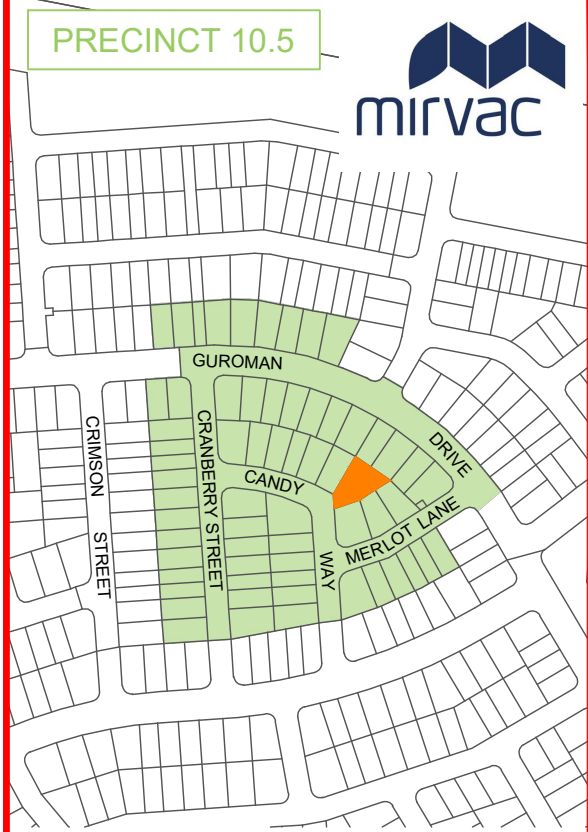 PRECINCT 10.5
mirvac
GUROMAN
DRIVE
CRIMSON
STREET
CRANBERRY STREET
CANDY
WAY
MERLOT LANE